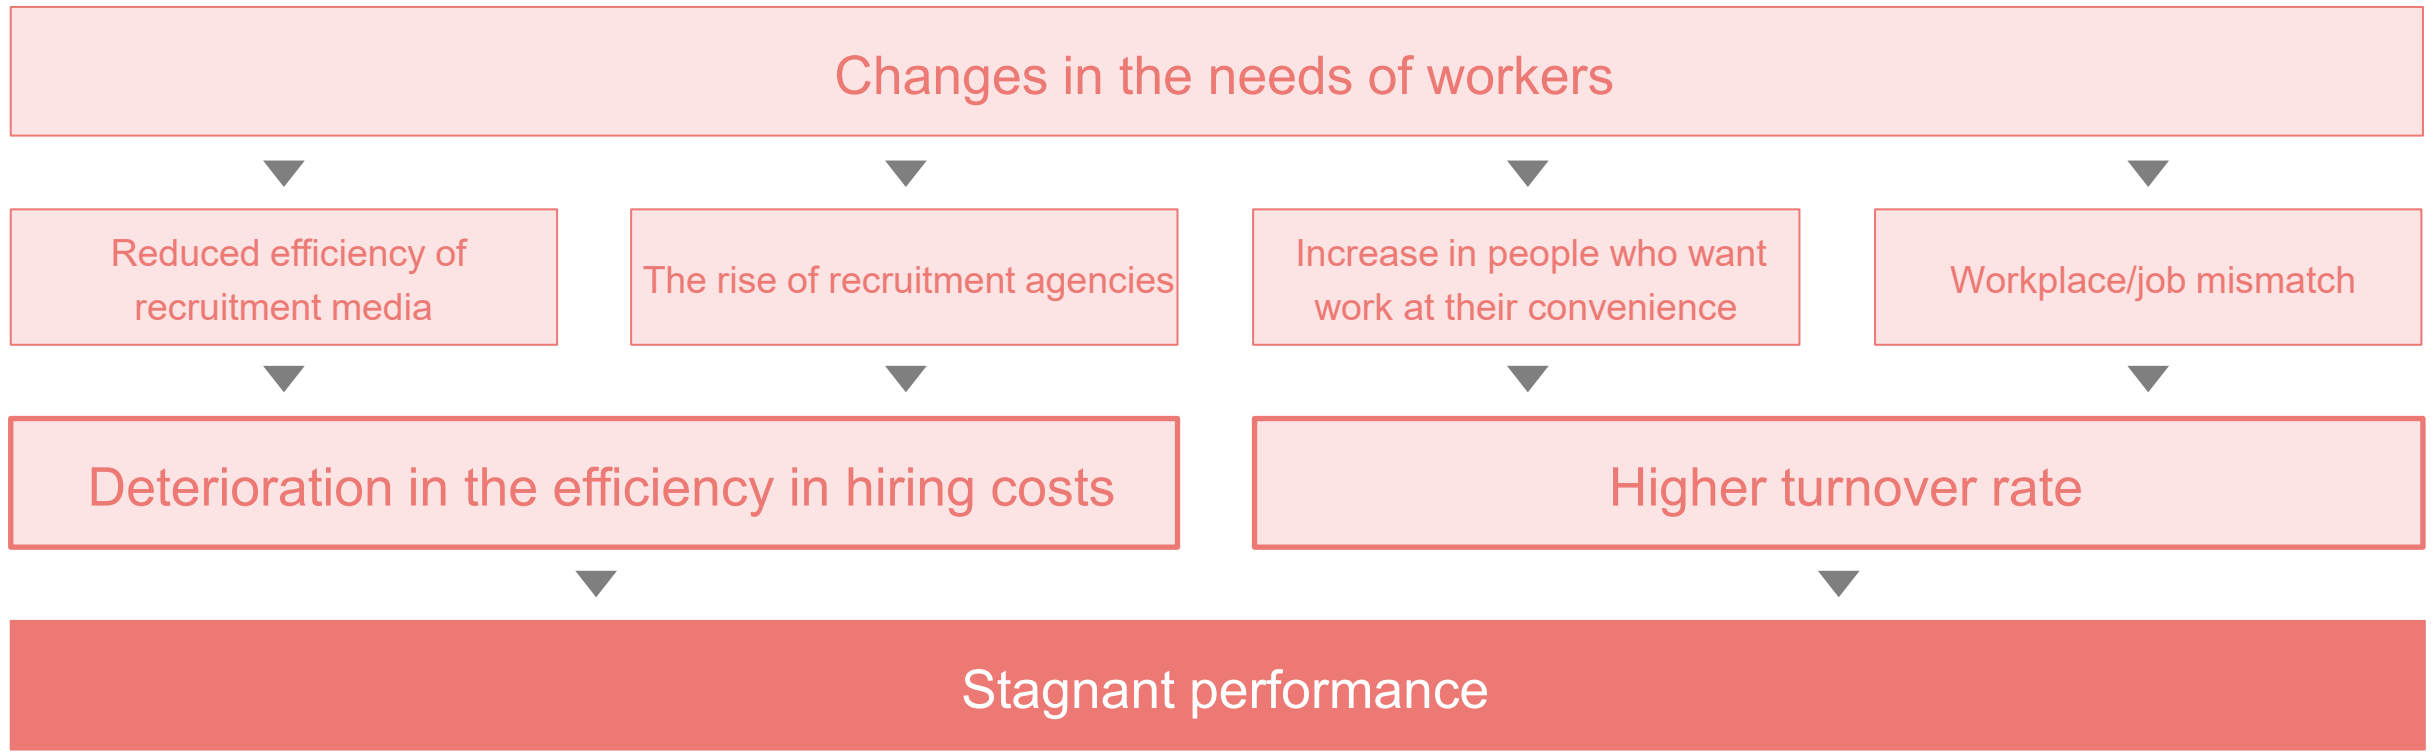 Changes in the needs of workers
Reduced efficiency of
recruitment media
The rise of recruitment agencies
Increase in people who want
work at their convenience
Workplace/job mismatch
Deterioration in the efficiency in hiring costs
Higher turnover rate
Stagnant performance